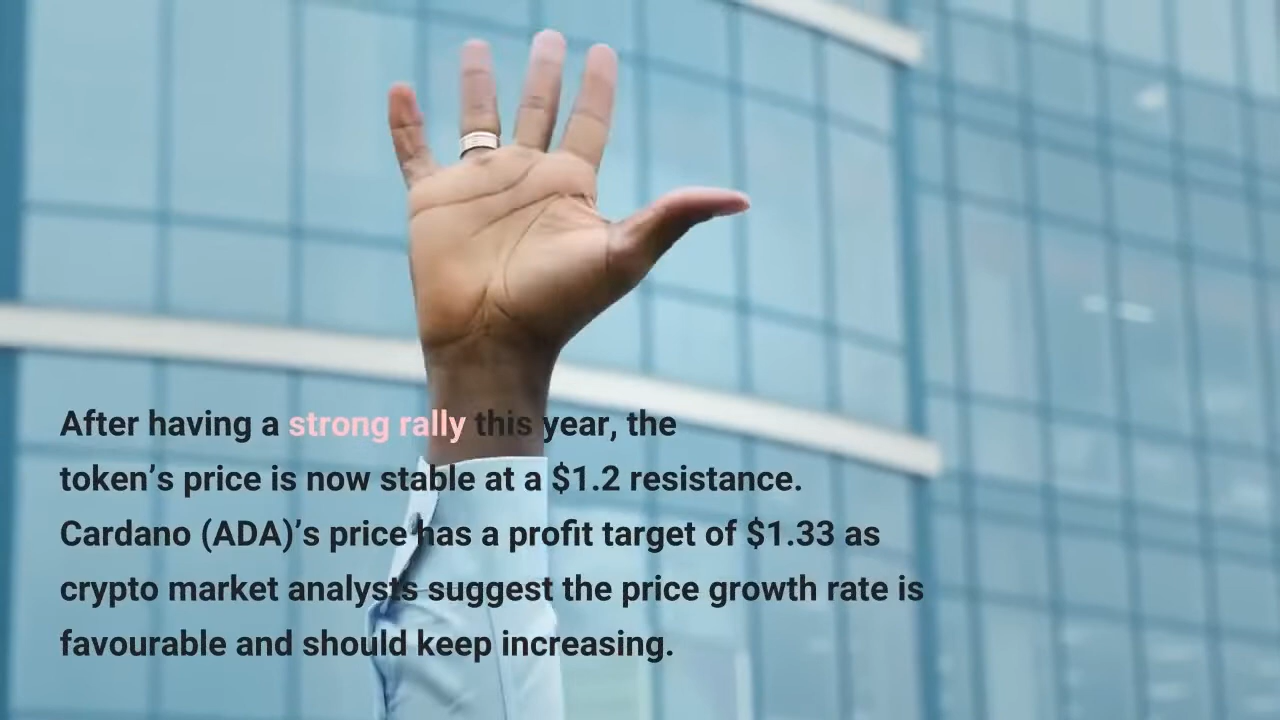 After having a strong rally this year, the
token’s price is now stable at a $1.2 resistance.
Cardano (ADA)’s price has a profit target of $1.33 as
crypto market analysts suggest the price growth rate is
favourable and should keep increasing.